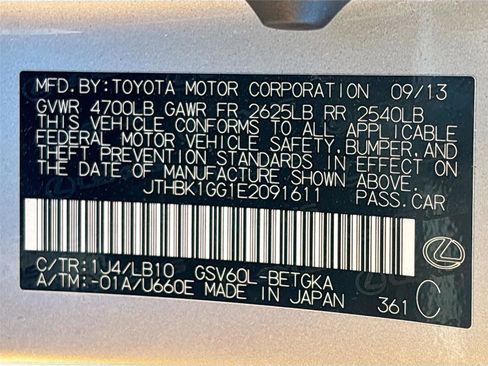 MFD.BY:TOYOTA MOTOR CORPORATION 09/13
GVWR 4700LB GAWR FR 2625LB RR 2540LB
THIS VEHICLE CONFORMS TO ALL APPLICABLE
FEDERAL MOTOR VEHICLE SAFETY,BUMPER,AND
THEFT PREVENTION STANDARDS IN EFFECT ON
THE DATE OF MANUFACTURE SHOWN ABOVE.
JTHBK1GG1E2091611 PASS.CAR
C/TR:1J4/LB10 GSV60L-BETGKA
A/TM:-01A/U660E MADE IN JAPAN 361 C